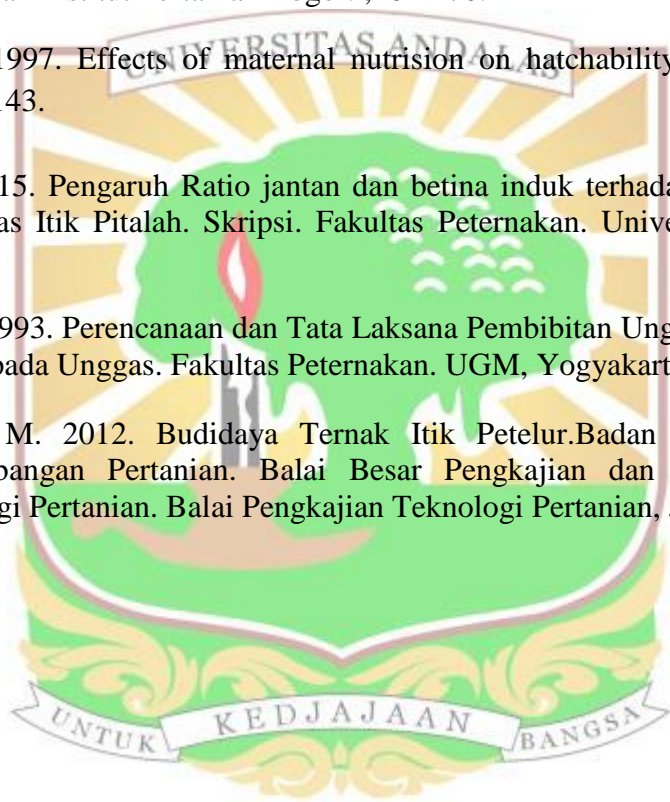 1997. Effects of maternal nutrision on hatchability
UNIVERSITAS ANDALAS
143.
15. Pengaruh Ratio jantan dan betina induk terhada
as Itik Pitalah. Skripsi. Fakultas Peternakan. Unive
993. Perencanaan dan Tata Laksana Pembibitan Ung
pada Unggas. Fakultas Peternakan. UGM, Yogyakart
M. 2012. Budidaya Ternak Itik Petelur.Badan
bangan Pertanian. Balai Besar Pengkajian dan
gi Pertanian. Balai Pengkajian Teknologi Pertanian,
UNTUK KEDJAJAAN BANGSA